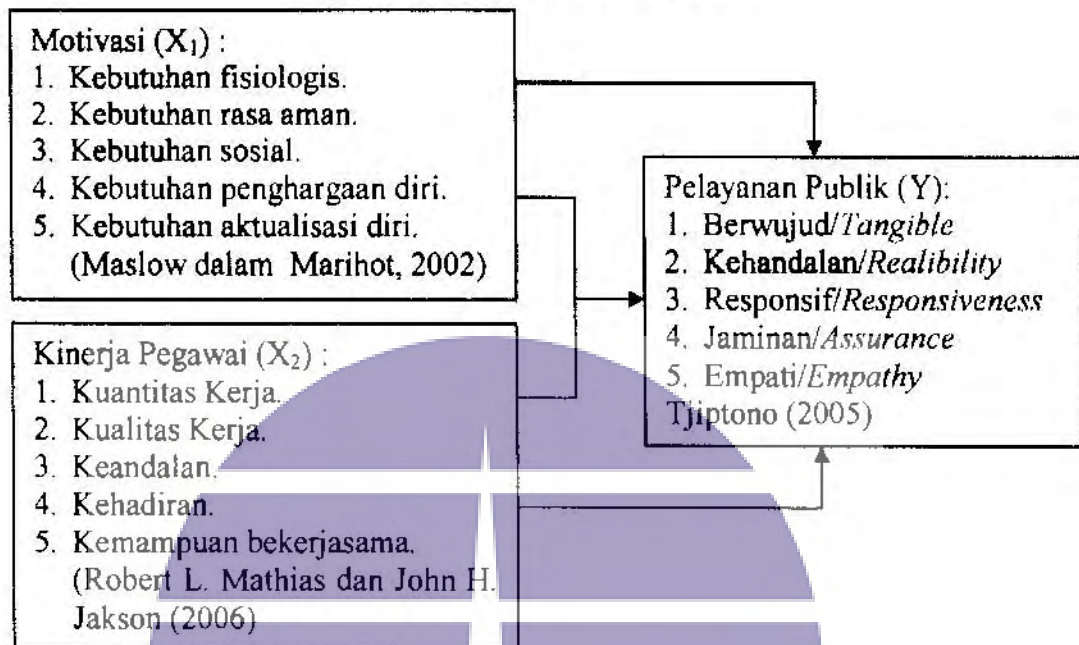 Motivasi (X₁) :
1. Kebutuhan fisiologis.
2. Kebutuhan rasa aman.
3. Kebutuhan sosial.
4. Kebutuhan penghargaan diri.
5. Kebutuhan aktualisasi diri.
(Maslow dalam Marihot, 2002)
Kinerja Pegawai (X₂) :
1. Kuantitas Kerja.
2. Kualitas Kerja.
3. Keandalan.
4. Kehadiran.
5. Kemampuan bekerjasama.
(Robert L. Mathias dan John H.
Jakson (2006)
Pelayanan Publik (Y):
1. Berwujud/Tangible
2. Kehandalan/Realibility
3. Responsif/Responsiveness
4. Jaminan/Assurance
5. Empati/Empathy
Tjiptono (2005)